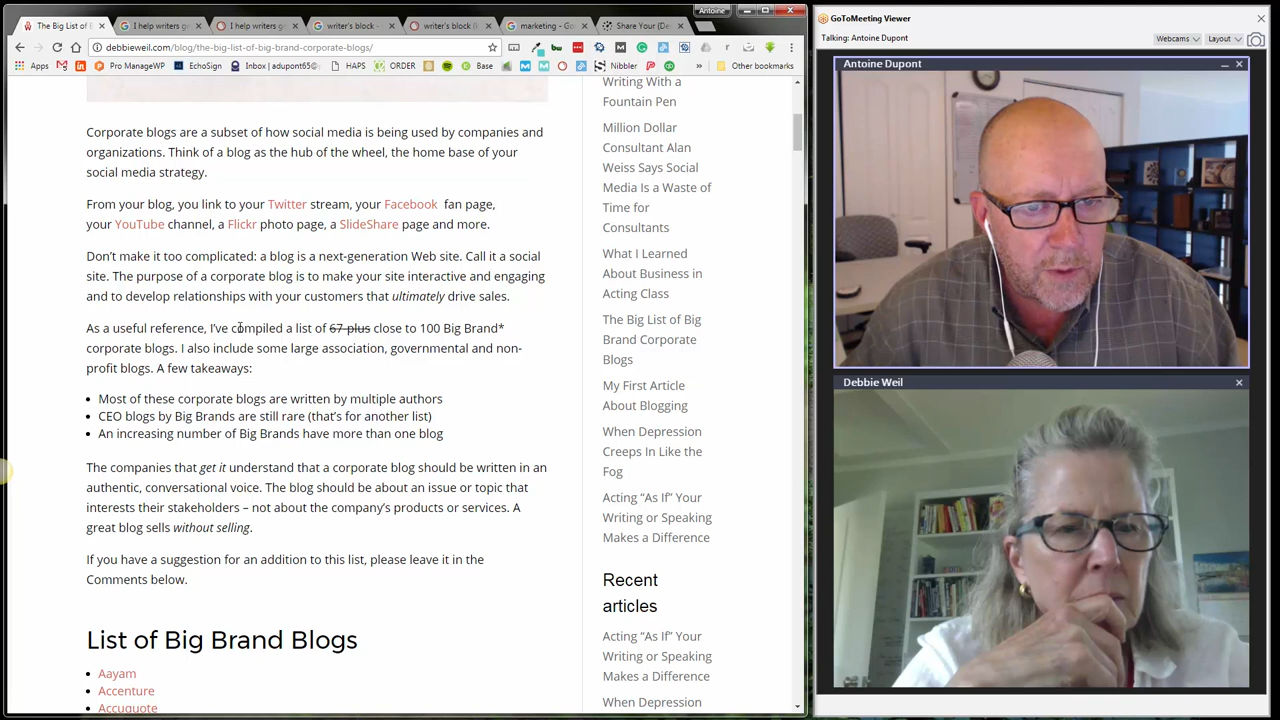 Antoine
The Big List of B
I help writers g
I help writers ge
writer's block -
writer's block (I
marketing - Go
Share Your (De
debbieweil.com/blog/the-big-list-of-big-brand-corporate-blogs/
Apps
Pro ManageWP
EchoSign
Inbox - adupont65@
HAPS
ORDER
Base
Nibbler
Other bookmarks
Corporate blogs are a subset of how social media is being used by companies and
organizations. Think of a blog as the hub of the wheel, the home base of your
social media strategy.
From your blog, you link to your Twitter stream, your Facebook fan page,
your YouTube channel, a Flickr photo page, a SlideShare page and more.
Don't make it too complicated: a blog is a next-generation Web site. Call it a social
site. The purpose of a corporate blog is to make your site interactive and engaging
and to develop relationships with your customers that ultimately drive sales.
As a useful reference, I've compiled a list of 67 plus close to 100 Big Brand*
corporate blogs. I also include some large association, governmental and non-
profit blogs. A few takeaways:
Most of these corporate blogs are written by multiple authors
CEO blogs by Big Brands are still rare (that's for another list)
An increasing number of Big Brands have more than one blog
The companies that get it understand that a corporate blog should be written in an
authentic, conversational voice. The blog should be about an issue or topic that
interests their stakeholders – not about the company's products or services. A
great blog sells without selling.
If you have a suggestion for an addition to this list, please leave it in the
Comments below.
List of Big Brand Blogs
Aayam
Accenture
Accuquote
Writing With a
Fountain Pen
Million Dollar
Consultant Alan
Weiss Says Social
Media Is a Waste of
Time for
Consultants
What I Learned
About Business in
Acting Class
The Big List of Big
Brand Corporate
Blogs
My First Article
About Blogging
When Depression
Creeps In Like the
Fog
Acting "As If" Your
Writing or Speaking
Makes a Difference
Recent
articles
Acting "As If" Your
Writing or Speaking
Makes a Difference
When Depression
GoToMeeting Viewer
Talking: Antoine Dupont
Webcams
Layout
Antoine Dupont
Debbie Weil